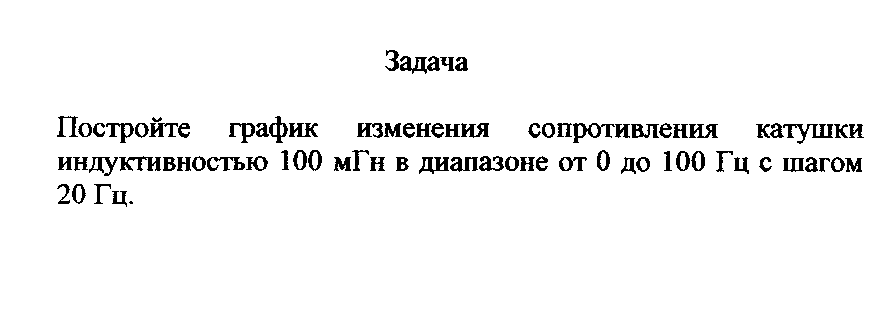 Задача
Постройте график изменения сопротивления катушки
индуктивностью 100 мГн в диапазоне от 0 до 100 Гц с шагом
20 Гц.